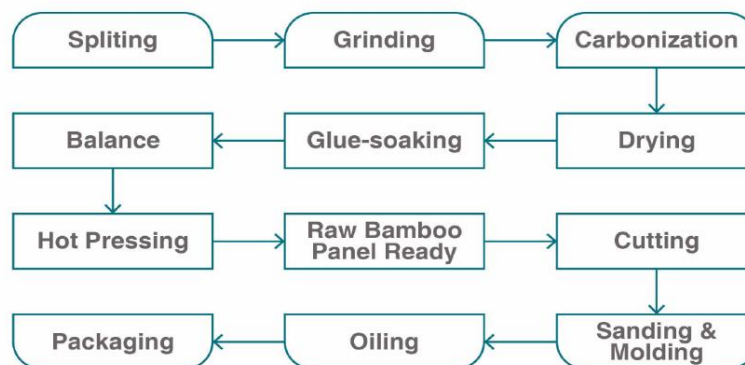 Spliting
Grinding
Carbonization
Balance
Glue-soaking
Drying
Hot Pressing
Raw Bamboo
Panel Ready
Cutting
Packaging
Oiling
Sanding &
Molding